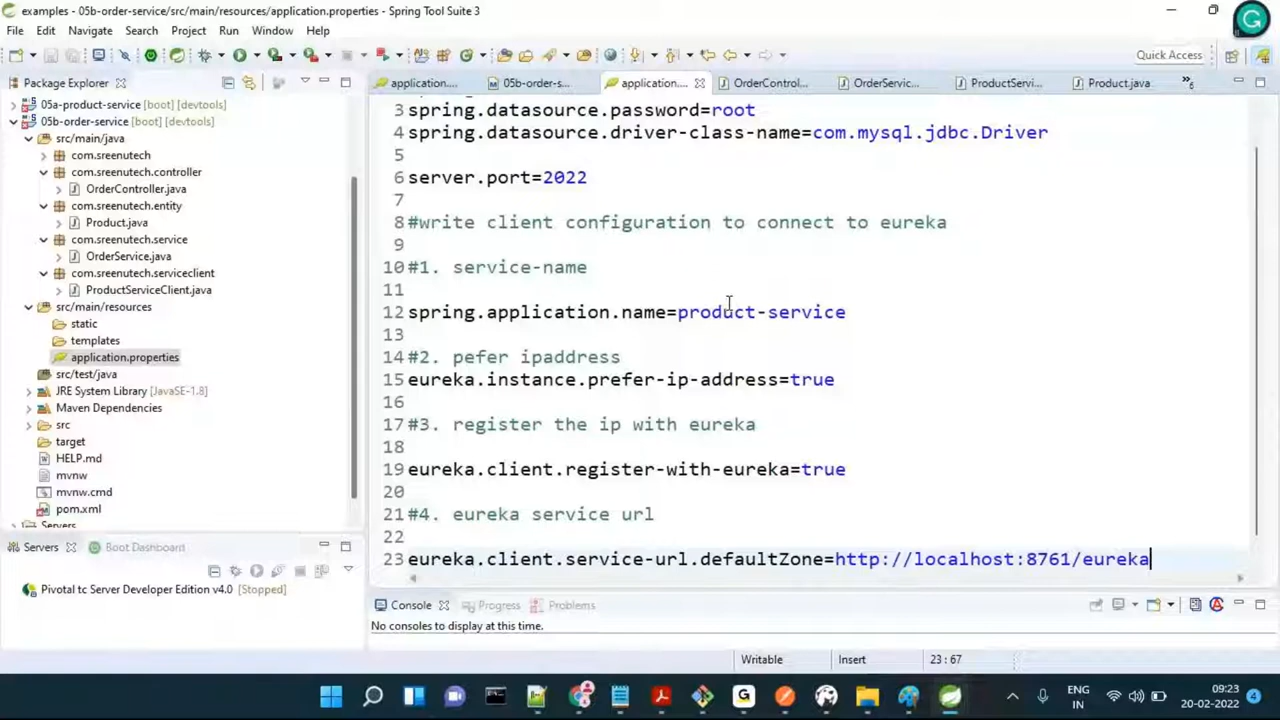 examples - 05b-order-service/src/main/resources/application.properties - Spring Tool Suite 3
File Edit Navigate Search Project Run Window Help
Quick Access
Package Explorer
05a-product-service [boot] [devtools]
05b-order-service [boot] [devtools]
src/main/java
com.sreenutech
com.sreenutech.controller
OrderController.java
com.sreenutech.entity
Product.java
com.sreenutech.service
OrderService.java
com.sreenutech.serviceclient
ProductServiceClient.java
src/main/resources
static
templates
application.properties
src/test/java
JRE System Library [JavaSE-1.8]
Maven Dependencies
src
target
HELP.md
mvnw
mvnw.cmd
pom.xml
Servers
Servers Boot Dashboard
Pivotal tc Server Developer Edition v4.0 [Stopped]
application.... 05b-order-s... application.... OrderControl... OrderServic... ProductServi... Product.java
3 spring.datasource.password=root
4 spring.datasource.driver-class-name=com.mysql.jdbc.Driver
5
6 server.port=2022
7
8 #write client configuration to connect to eureka
9
10 #1. service-name
11
12 spring.application.name=product-service
13
14 #2. pefer ipaddress
15 eureka.instance.prefer-ip-address=true
16
17 #3. register the ip with eureka
18
19 eureka.client.register-with-eureka=true
20
21 #4. eureka service url
22
23 eureka.client.service-url.defaultZone=http://localhost:8761/eureka
Console Progress Problems
No consoles to display at this time.
Writable Insert 23 : 67
ENG
IN
09:23
20-02-2022
4